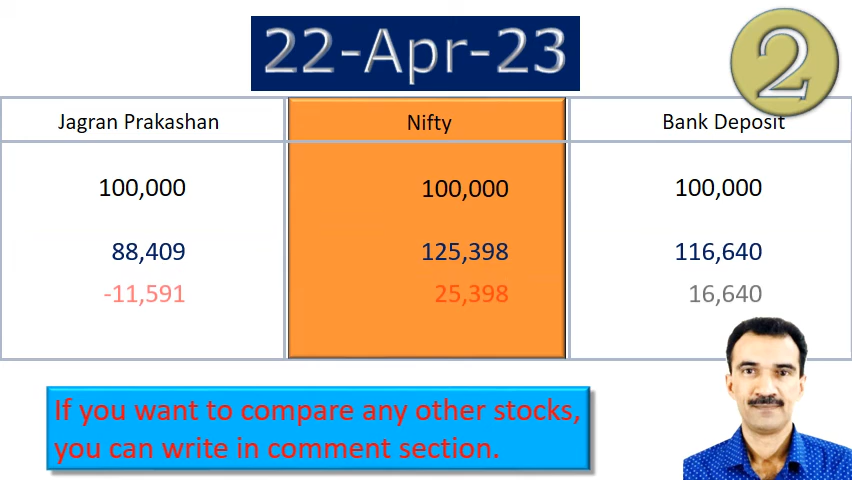 22-Apr-23
2
Jagran Prakashan Nifty Bank Deposit
100,000 100,000 100,000
88,409 125,398 116,640
-11,591 25,398 16,640
If you want to compare any other stocks,
you can write in comment section.